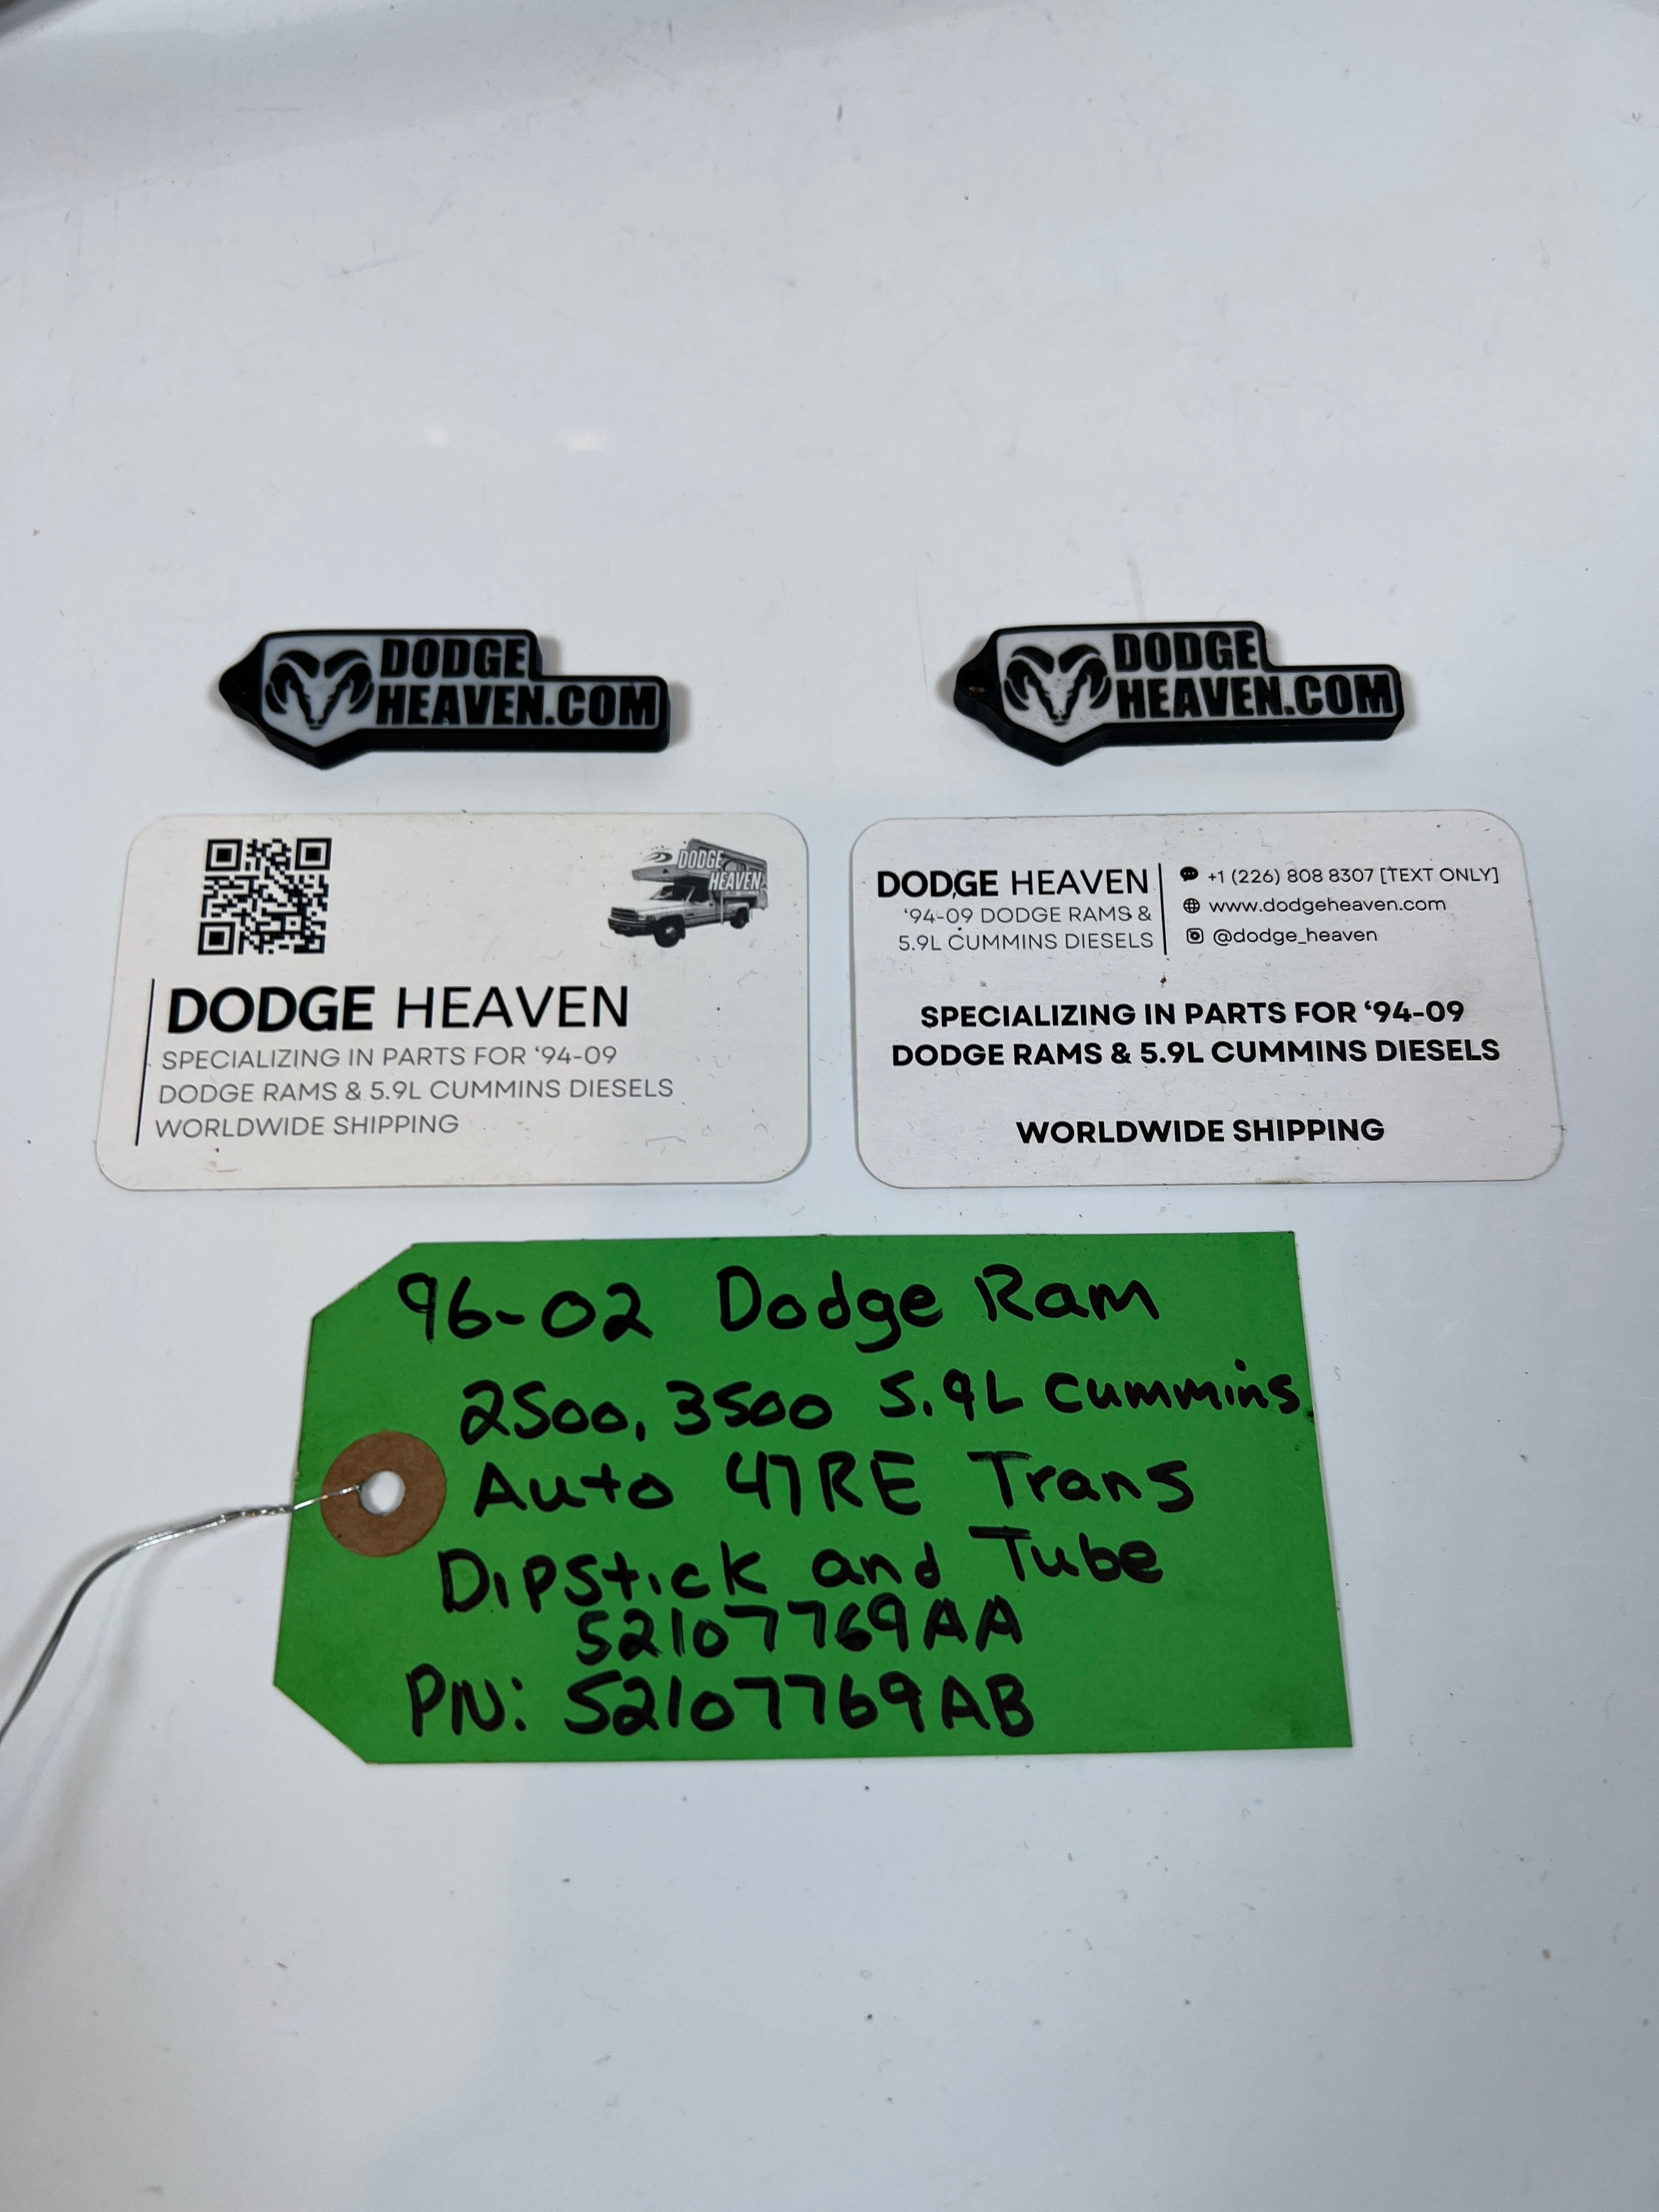 DODGE
HEAVEN.COM
DODGE
HEAVEN.COM
DODGE
HEAVEN
DODGE HEAVEN
SPECIALIZING IN PARTS FOR ‘94-09
DODGE RAMS & 5.9L CUMMINS DIESELS
WORLDWIDE SHIPPING
DODGE HEAVEN
‘94-09 DODGE RAMS &
5.9L CUMMINS DIESELS
+1 (226) 808 8307 [TEXT ONLY]
www.dodgeheaven.com
@dodge_heaven
SPECIALIZING IN PARTS FOR ‘94-09
DODGE RAMS & 5.9L CUMMINS DIESELS
WORLDWIDE SHIPPING
96-02 Dodge Ram
2500, 3500 5.9L Cummins
Auto 47RE Trans
Dipstick and Tube
52107769AA
PN: 52107769AB